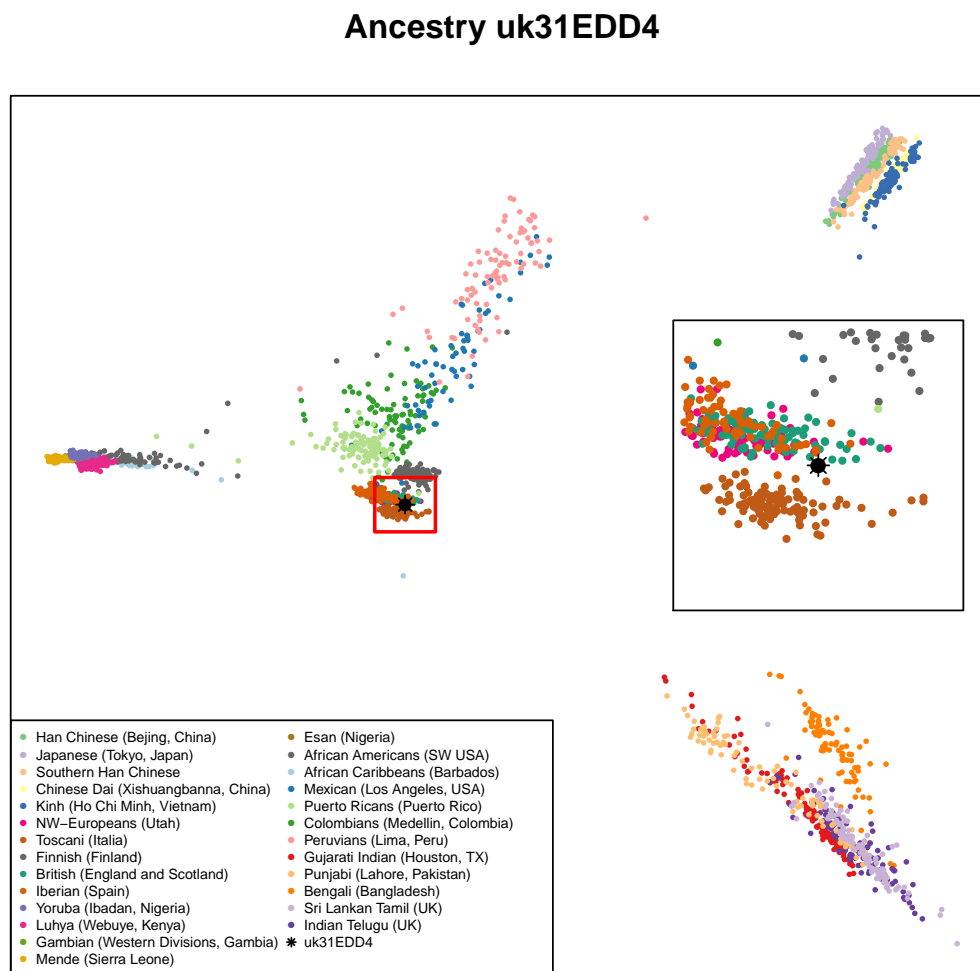 Ancestry uk31EDD4
Han Chinese (Bejing, China)
Japanese (Tokyo, Japan)
Southern Han Chinese
Chinese Dai (Xishuangbanna, China)
Kinh (Ho Chi Minh, Vietnam)
NW−Europeans (Utah)
Toscani (Italia)
Finnish (Finland)
British (England and Scotland)
Iberian (Spain)
Yoruba (Ibadan, Nigeria)
Luhya (Webuye, Kenya)
Gambian (Western Divisions, Gambia)
Mende (Sierra Leone)
Esan (Nigeria)
African Americans (SW USA)
African Caribbeans (Barbados)
Mexican (Los Angeles, USA)
Puerto Ricans (Puerto Rico)
Colombians (Medellin, Colombia)
Peruvians (Lima, Peru)
Gujarati Indian (Houston, TX)
Punjabi (Lahore, Pakistan)
Bengali (Bangladesh)
Sri Lankan Tamil (UK)
Indian Telugu (UK)
uk31EDD4